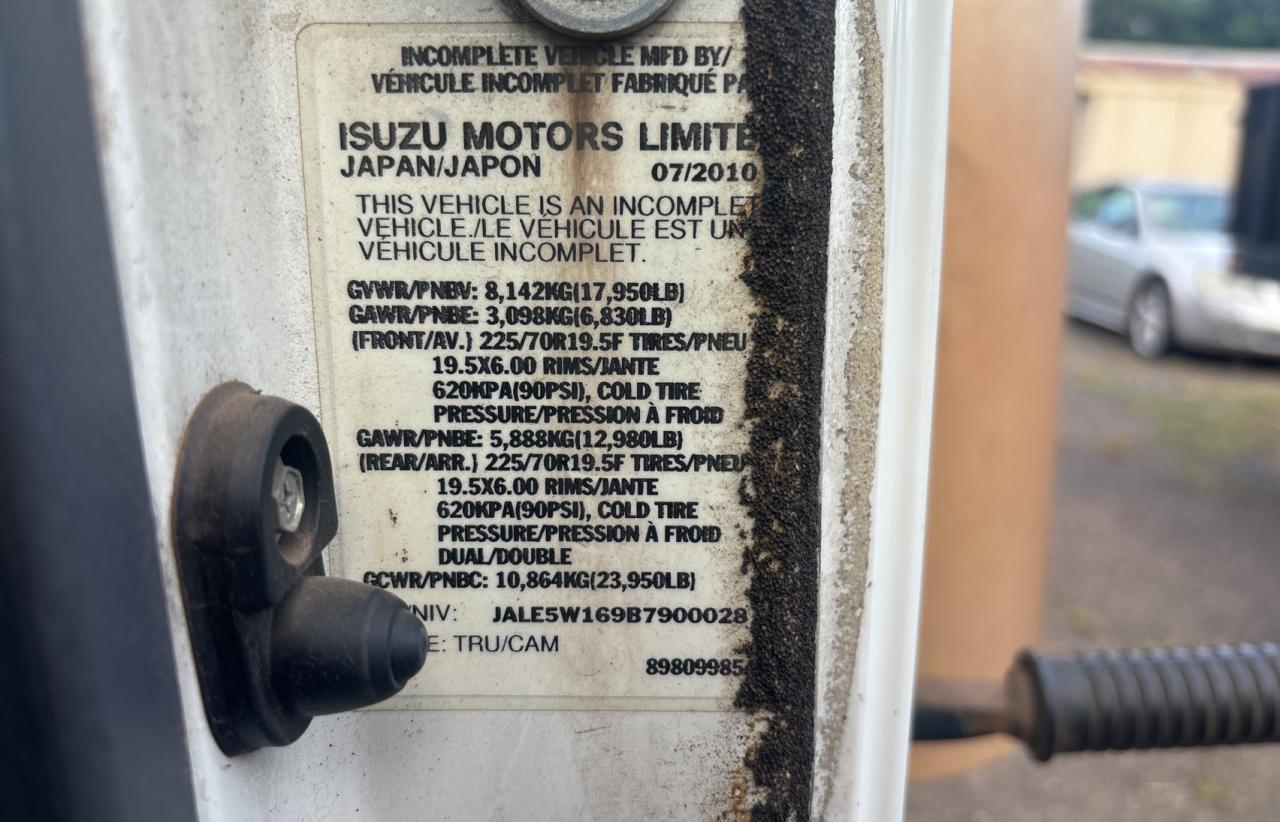 INCOMPLETE VEHICLE MFD BY/
VÉHICULE INCOMPLET FABRIQUÉ PA
ISUZU MOTORS LIMITE
JAPAN/JAPON 07/2010
THIS VEHICLE IS AN INCOMPLET
VEHICLE./LE VÉHICULE EST UN
VÉHICULE INCOMPLET.
GVWR/PNBV: 8,142KG(17,950LB)
GAWR/PNBE: 3,098KG(6,830LB)
(FRONT/AV.) 225/70R19.5F TIRES/PNEU
19.5X6.00 RIMS/JANTE
620KPA(90PSI), COLD TIRE
PRESSURE/PRESSION À FROID
GAWR/PNBE: 5,888KG(12,980LB)
(REAR/ARR.) 225/70R19.5F TIRES/PNEU
19.5X6.00 RIMS/JANTE
620KPA(90PSI), COLD TIRE
PRESSURE/PRESSION À FROID
DUAL/DOUBLE
GCWR/PNBC: 10,864KG(23,950LB)
/NIV: JALE5W169B7900028
E: TRU/CAM
89809985